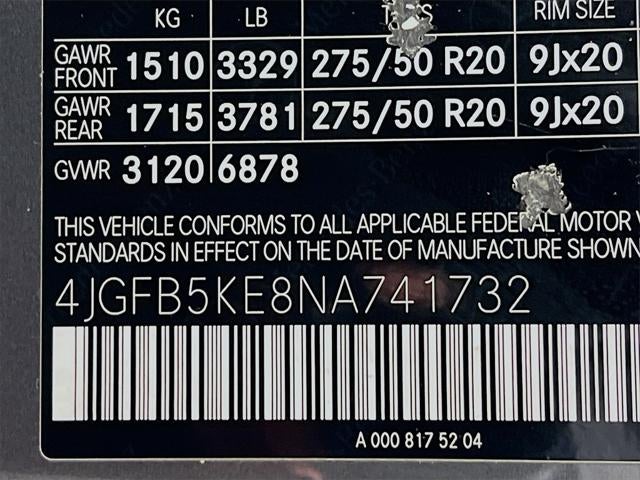 KG LB RIM SIZE
GAWR FRONT 1510 3329 275/50 R20 9Jx20
GAWR REAR 1715 3781 275/50 R20 9Jx20
GVWR 3120 6878
THIS VEHICLE CONFORMS TO ALL APPLICABLE FEDERAL MOTOR
STANDARDS IN EFFECT ON THE DATE OF MANUFACTURE SHOWN
4JGFB5KE8NA741732
A 000 817 52 04